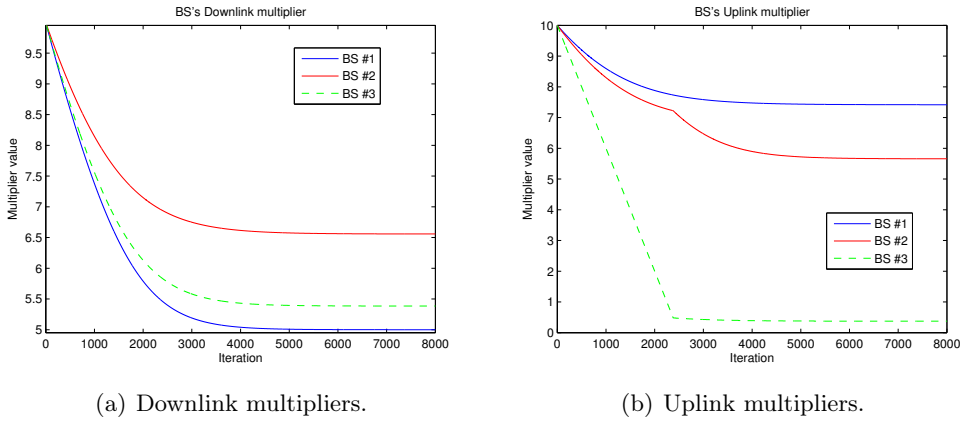 BS's Downlink multiplier
9.5
9
8.5
8
7.5
7
6.5
6
5.5
5
Multiplier value
BS #1
BS #2
BS #3
0 1000 2000 3000 4000 5000 6000 7000 8000
Iteration
(a) Downlink multipliers.
BS's Uplink multiplier
10
9
8
7
6
5
4
3
2
1
0
Multiplier value
BS #1
BS #2
BS #3
0 1000 2000 3000 4000 5000 6000 7000 8000
Iteration
(b) Uplink multipliers.